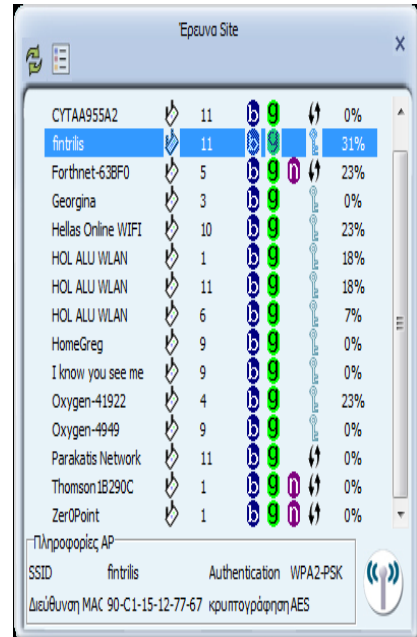 Έρευνα Site
X
CYTAA955A2 11 b g 0%
fintrilis 11 b g 31%
Forthnet-63BF0 5 b g n 23%
Georgina 3 b g 0%
Hellas Online WIFI 10 b g 23%
HOL ALU WLAN 1 b g 18%
HOL ALU WLAN 11 b g 18%
HOL ALU WLAN 6 b g 7%
HomeGreg 9 b g 0%
I know you see me 9 b g 0%
Oxygen-41922 4 b g 23%
Oxygen-4949 9 b g 0%
Parakatis Network 11 b g 0%
Thomson1B290C 1 b g n 0%
Zer0Point 1 b g n 0%
Πληροφορίες AP
SSID fintrilis Authentication WPA2-PSK
Διεύθυνση MAC 90-C1-15-12-77-67 κρυπτογράφηση AES